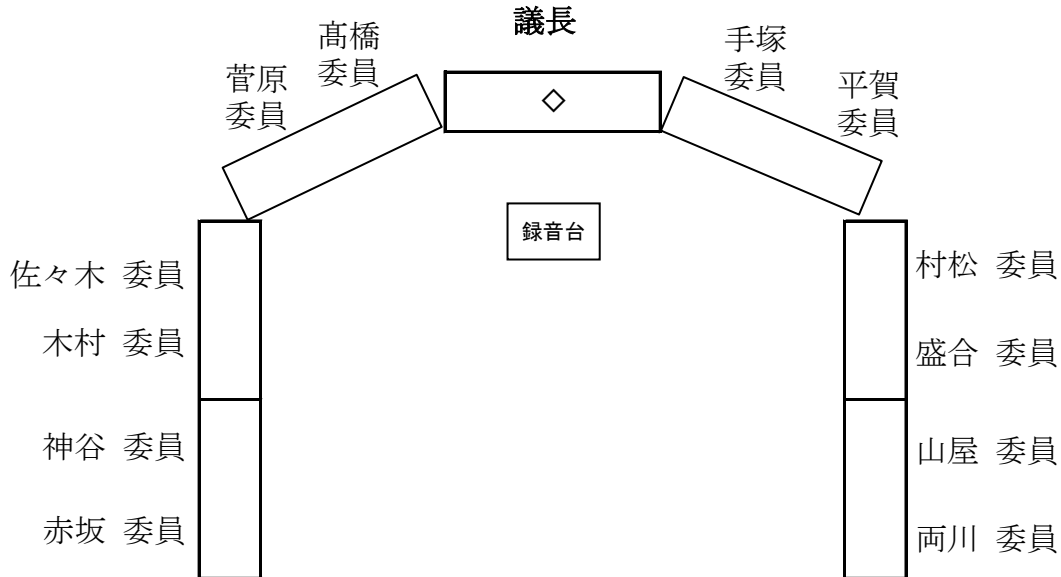 議長
髙橋
委員
手塚
委員
菅原
委員
平賀
委員
◇
録音台
佐々木 委員
村松 委員
木村 委員
盛合 委員
神谷 委員
山屋 委員
赤坂 委員
両川 委員